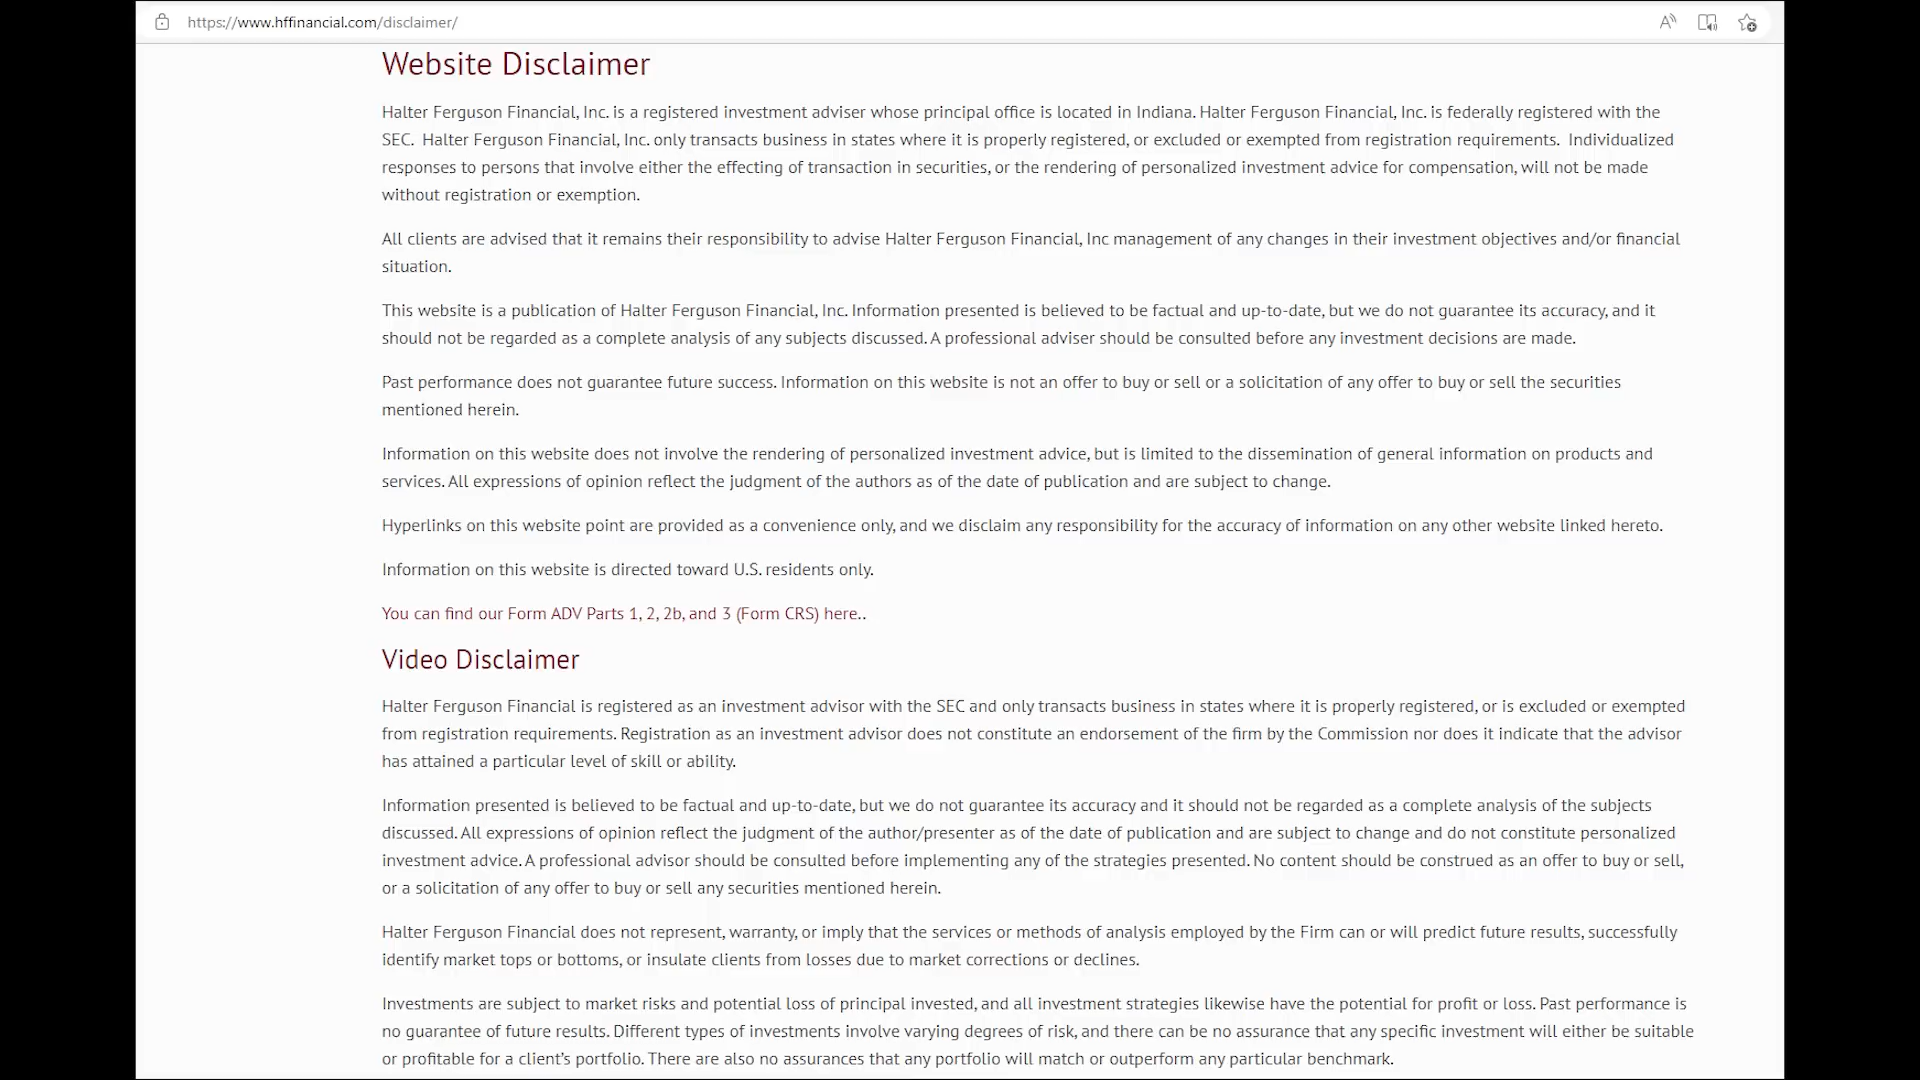 https://www.hffinancial.com/disclaimer/
Website Disclaimer
Halter Ferguson Financial, Inc. is a registered investment adviser whose principal office is located in Indiana. Halter Ferguson Financial, Inc. is federally registered with the
SEC.  Halter Ferguson Financial, Inc. only transacts business in states where it is properly registered, or excluded or exempted from registration requirements.  Individualized
responses to persons that involve either the effecting of transaction in securities, or the rendering of personalized investment advice for compensation, will not be made
without registration or exemption.
All clients are advised that it remains their responsibility to advise Halter Ferguson Financial, Inc management of any changes in their investment objectives and/or financial
situation.
This website is a publication of Halter Ferguson Financial, Inc. Information presented is believed to be factual and up-to-date, but we do not guarantee its accuracy, and it
should not be regarded as a complete analysis of any subjects discussed. A professional adviser should be consulted before any investment decisions are made.
Past performance does not guarantee future success. Information on this website is not an offer to buy or sell or a solicitation of any offer to buy or sell the securities
mentioned herein.
Information on this website does not involve the rendering of personalized investment advice, but is limited to the dissemination of general information on products and
services. All expressions of opinion reflect the judgment of the authors as of the date of publication and are subject to change.
Hyperlinks on this website point are provided as a convenience only, and we disclaim any responsibility for the accuracy of information on any other website linked hereto.
Information on this website is directed toward U.S. residents only.
You can find our Form ADV Parts 1, 2, 2b, and 3 (Form CRS) here..
Video Disclaimer
Halter Ferguson Financial is registered as an investment advisor with the SEC and only transacts business in states where it is properly registered, or is excluded or exempted
from registration requirements. Registration as an investment advisor does not constitute an endorsement of the firm by the Commission nor does it indicate that the advisor
has attained a particular level of skill or ability.
Information presented is believed to be factual and up-to-date, but we do not guarantee its accuracy and it should not be regarded as a complete analysis of the subjects
discussed. All expressions of opinion reflect the judgment of the author/presenter as of the date of publication and are subject to change and do not constitute personalized
investment advice. A professional advisor should be consulted before implementing any of the strategies presented. No content should be construed as an offer to buy or sell,
or a solicitation of any offer to buy or sell any securities mentioned herein.
Halter Ferguson Financial does not represent, warranty, or imply that the services or methods of analysis employed by the Firm can or will predict future results, successfully
identify market tops or bottoms, or insulate clients from losses due to market corrections or declines.
Investments are subject to market risks and potential loss of principal invested, and all investment strategies likewise have the potential for profit or loss. Past performance is
no guarantee of future results. Different types of investments involve varying degrees of risk, and there can be no assurance that any specific investment will either be suitable
or profitable for a client’s portfolio. There are also no assurances that any portfolio will match or outperform any particular benchmark.